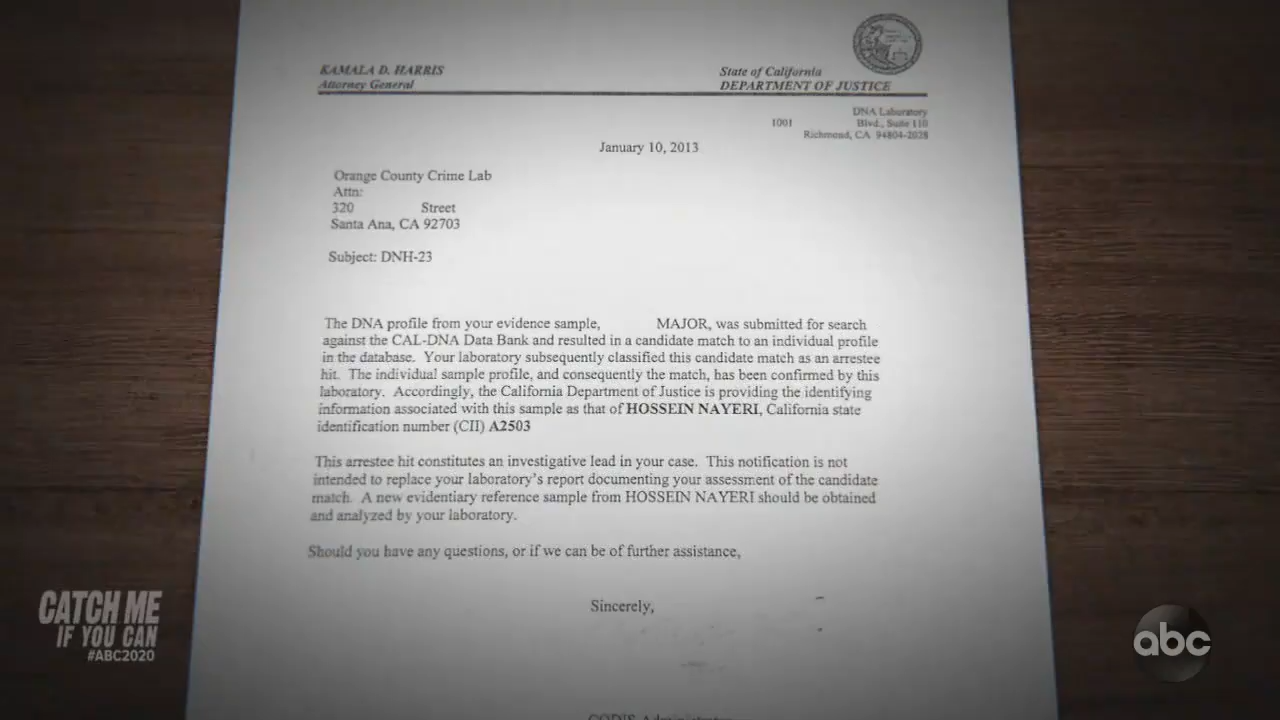 KAMALA D. HARRIS
Attorney General
State of California
DEPARTMENT OF JUSTICE
DNA Laboratory
1001 Blvd., Suite 110
Richmond, CA 94804-2028
January 10, 2013
Orange County Crime Lab
Attn:
320 Street
Santa Ana, CA 92703
Subject: DNH-23
The DNA profile from your evidence sample, MAJOR, was submitted for search
against the CAL-DNA Data Bank and resulted in a candidate match to an individual profile
in the database. Your laboratory subsequently classified this candidate match as an arrestee
hit. The individual sample profile, and consequently the match, has been confirmed by this
laboratory. Accordingly, the California Department of Justice is providing the identifying
information associated with this sample as that of HOSSEIN NAYERI, California state
identification number (CII) A2503
This arrestee hit constitutes an investigative lead in your case. This notification is not
intended to replace your laboratory's report documenting your assessment of the candidate
match. A new evidentiary reference sample from HOSSEIN NAYERI should be obtained
and analyzed by your laboratory.
Should you have any questions, or if we can be of further assistance,
Sincerely,
CODIS Administrator
CATCH ME
IF YOU CAN
#ABC2020
abc